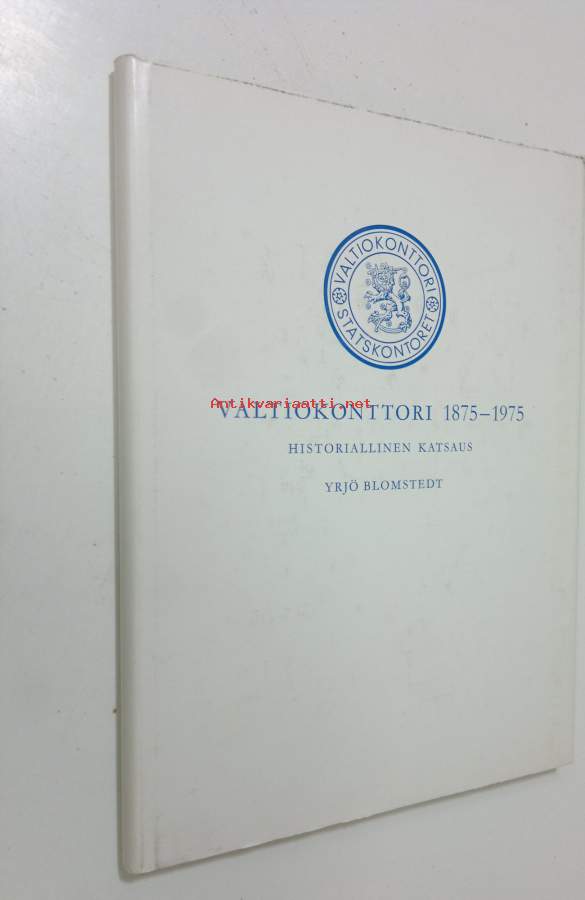 VALTIOKONTTORI
STATSKONTORET
Antikvariaatti.net
VALTIOKONTTORI 1875–1975
HISTORIALLINEN KATSAUS
YRJÖ BLOMSTEDT